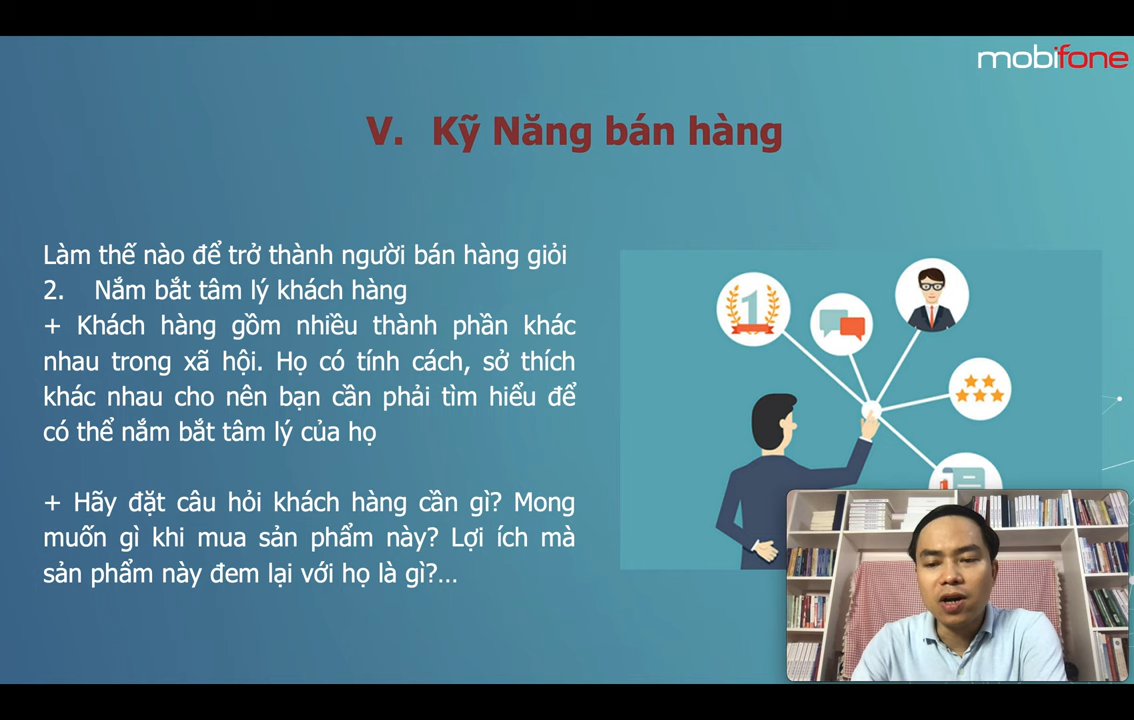 mobifone
V. Kỹ Năng bán hàng
Làm thế nào để trở thành người bán hàng giỏi
2. Nắm bắt tâm lý khách hàng
+ Khách hàng gồm nhiều thành phần khác
nhau trong xã hội. Họ có tính cách, sở thích
khác nhau cho nên bạn cần phải tìm hiểu để
có thể nắm bắt tâm lý của họ
+ Hãy đặt câu hỏi khách hàng cần gì? Mong
muốn gì khi mua sản phẩm này? Lợi ích mà
sản phẩm này đem lại với họ là gì?...
1